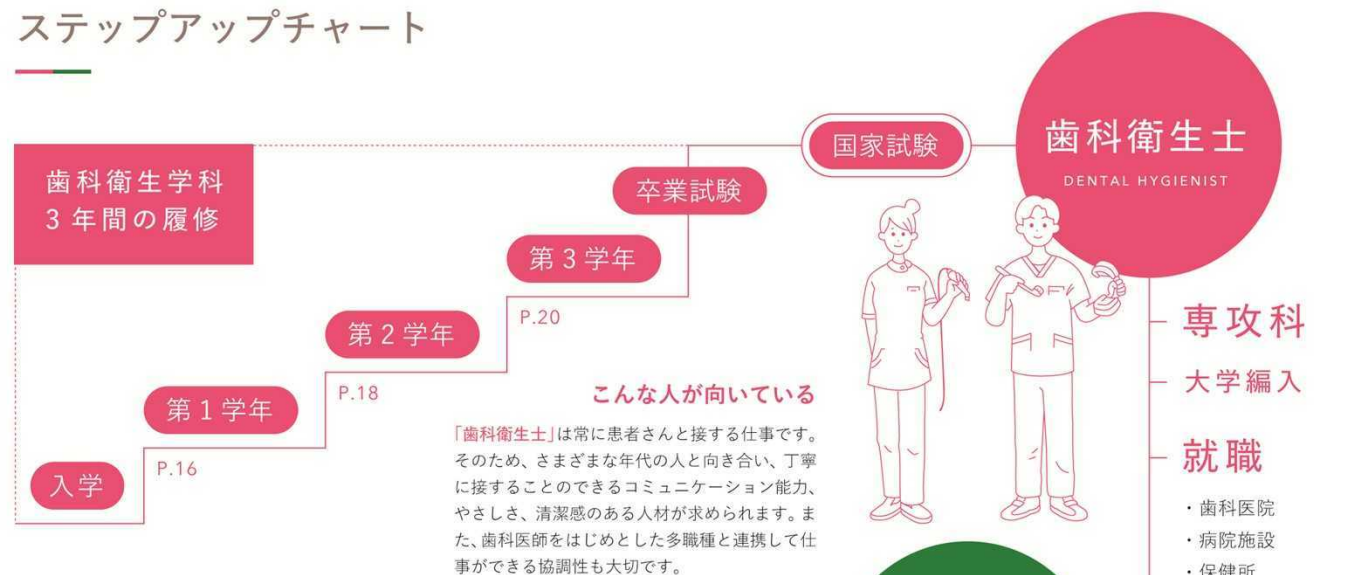 ステップアップチャート
歯科衛生学科
3年間の履修
入学
第1学年
P.16
第2学年
P.18
第3学年
P.20
卒業試験
国家試験
歯科衛生士
DENTAL HYGIENIST
こんな人が向いている
「歯科衛生士」は常に患者さんと接する仕事です。
そのため、さまざまな年代の人と向き合い、丁寧
に接することのできるコミュニケーション能力、
やさしさ、清潔感のある人材が求められます。ま
た、歯科医師をはじめとした多職種と連携して仕
事ができる協調性も大切です。
専攻科
大学編入
就職
・歯科医院
・病院施設
・保健所